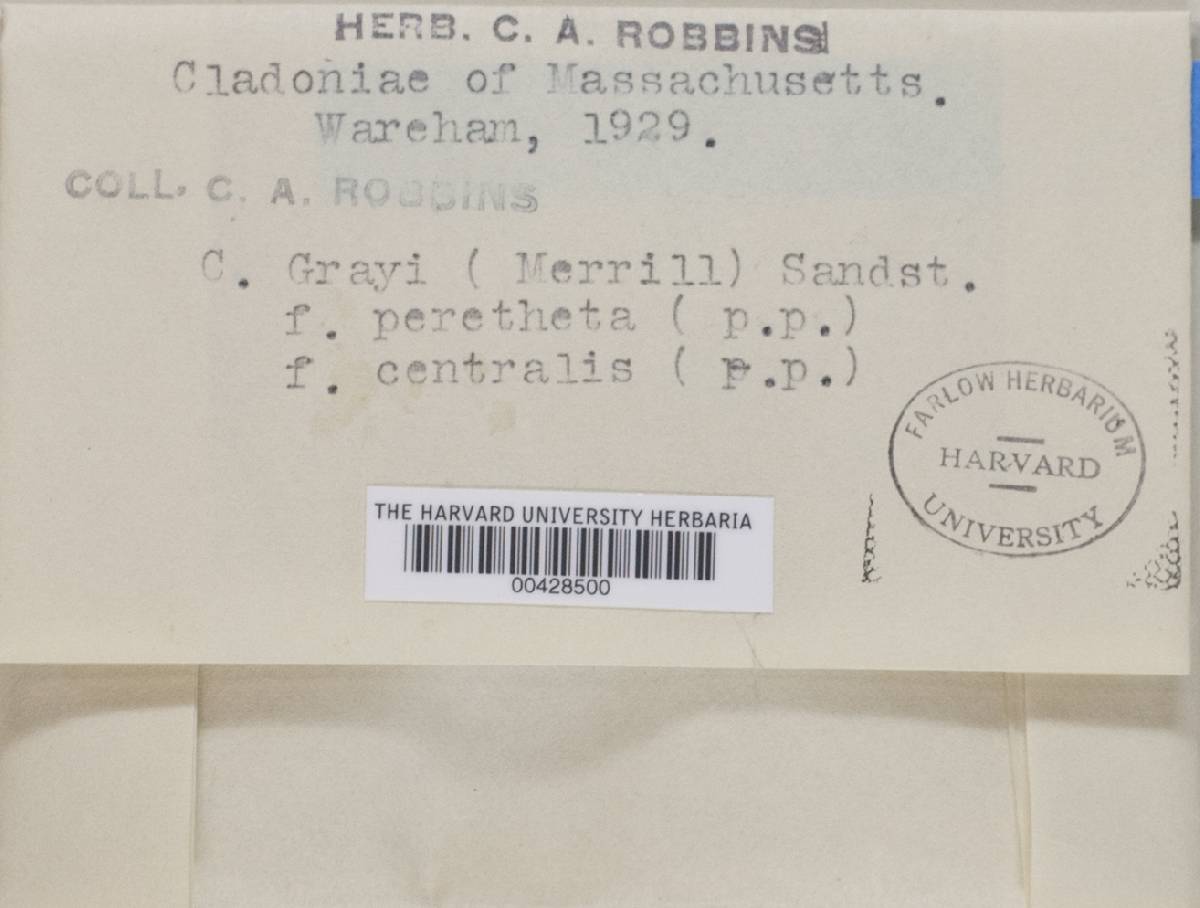 HERB. C. A. ROBBINS
Cladoniae of Massachusetts.
Wareham, 1929.
COLL. C. A. ROBBINS
C. Grayi ( Merrill) Sandst.
f. peretheta ( p.p.)
f. centralis ( p.p.)
FARLOW HERBARIUM
HARVARD
UNIVERSITY
THE HARVARD UNIVERSITY HERBARIA
00428500